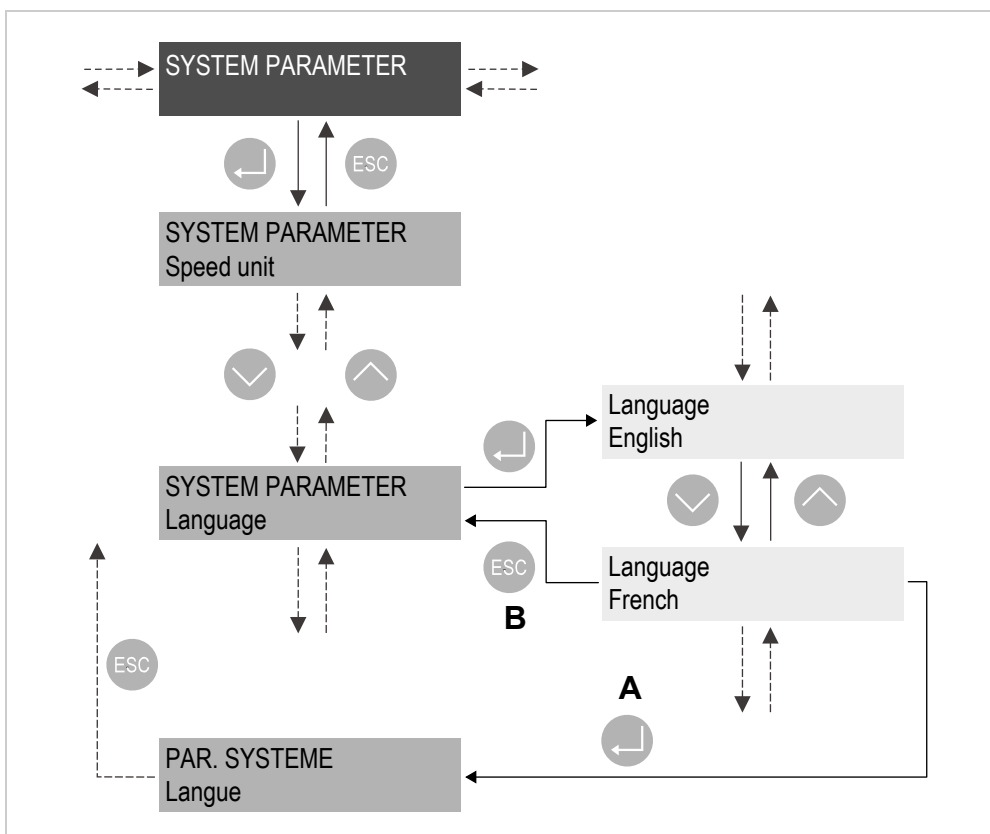 SYSTEM PARAMETER
ESC
SYSTEM PARAMETER
Speed unit
Language
English
SYSTEM PARAMETER
Language
ESC
B
Language
French
ESC
A
PAR. SYSTEME
Langue